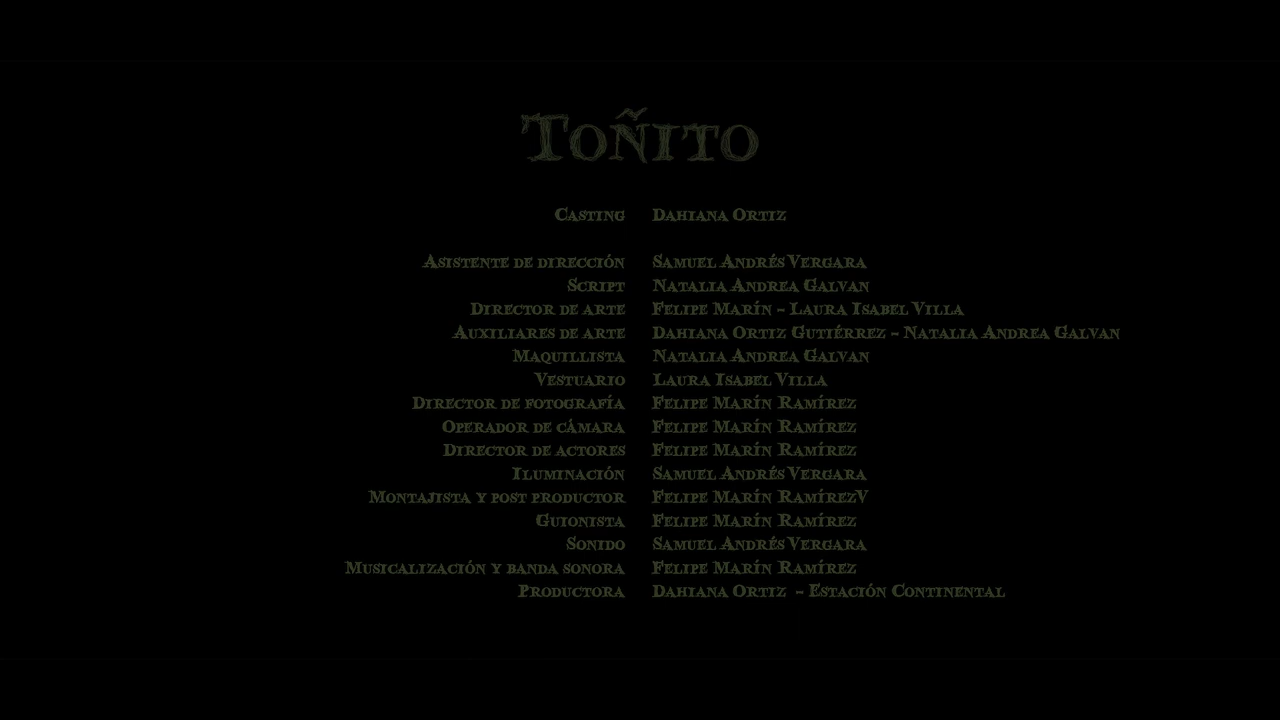 Toñito
Casting Dahiana Ortiz
Asistente de dirección Samuel Andrés Vergara
Script Natalia Andrea Galvan
Director de arte Felipe Marín - Laura Isabel Villa
Auxiliares de arte Dahiana Ortiz Gutiérrez - Natalia Andrea Galvan
Maquillista Natalia Andrea Galvan
Vestuario Laura Isabel Villa
Director de fotografía Felipe Marín Ramírez
Operador de cámara Felipe Marín Ramírez
Director de actores Felipe Marín Ramírez
Iluminación Samuel Andrés Vergara
Montajista y post productor Felipe Marín RamírezV
Guionista Felipe Marín Ramírez
Sonido Samuel Andrés Vergara
Musicalización y banda sonora Felipe Marín Ramírez
Productora Dahiana Ortiz - Estación Continental